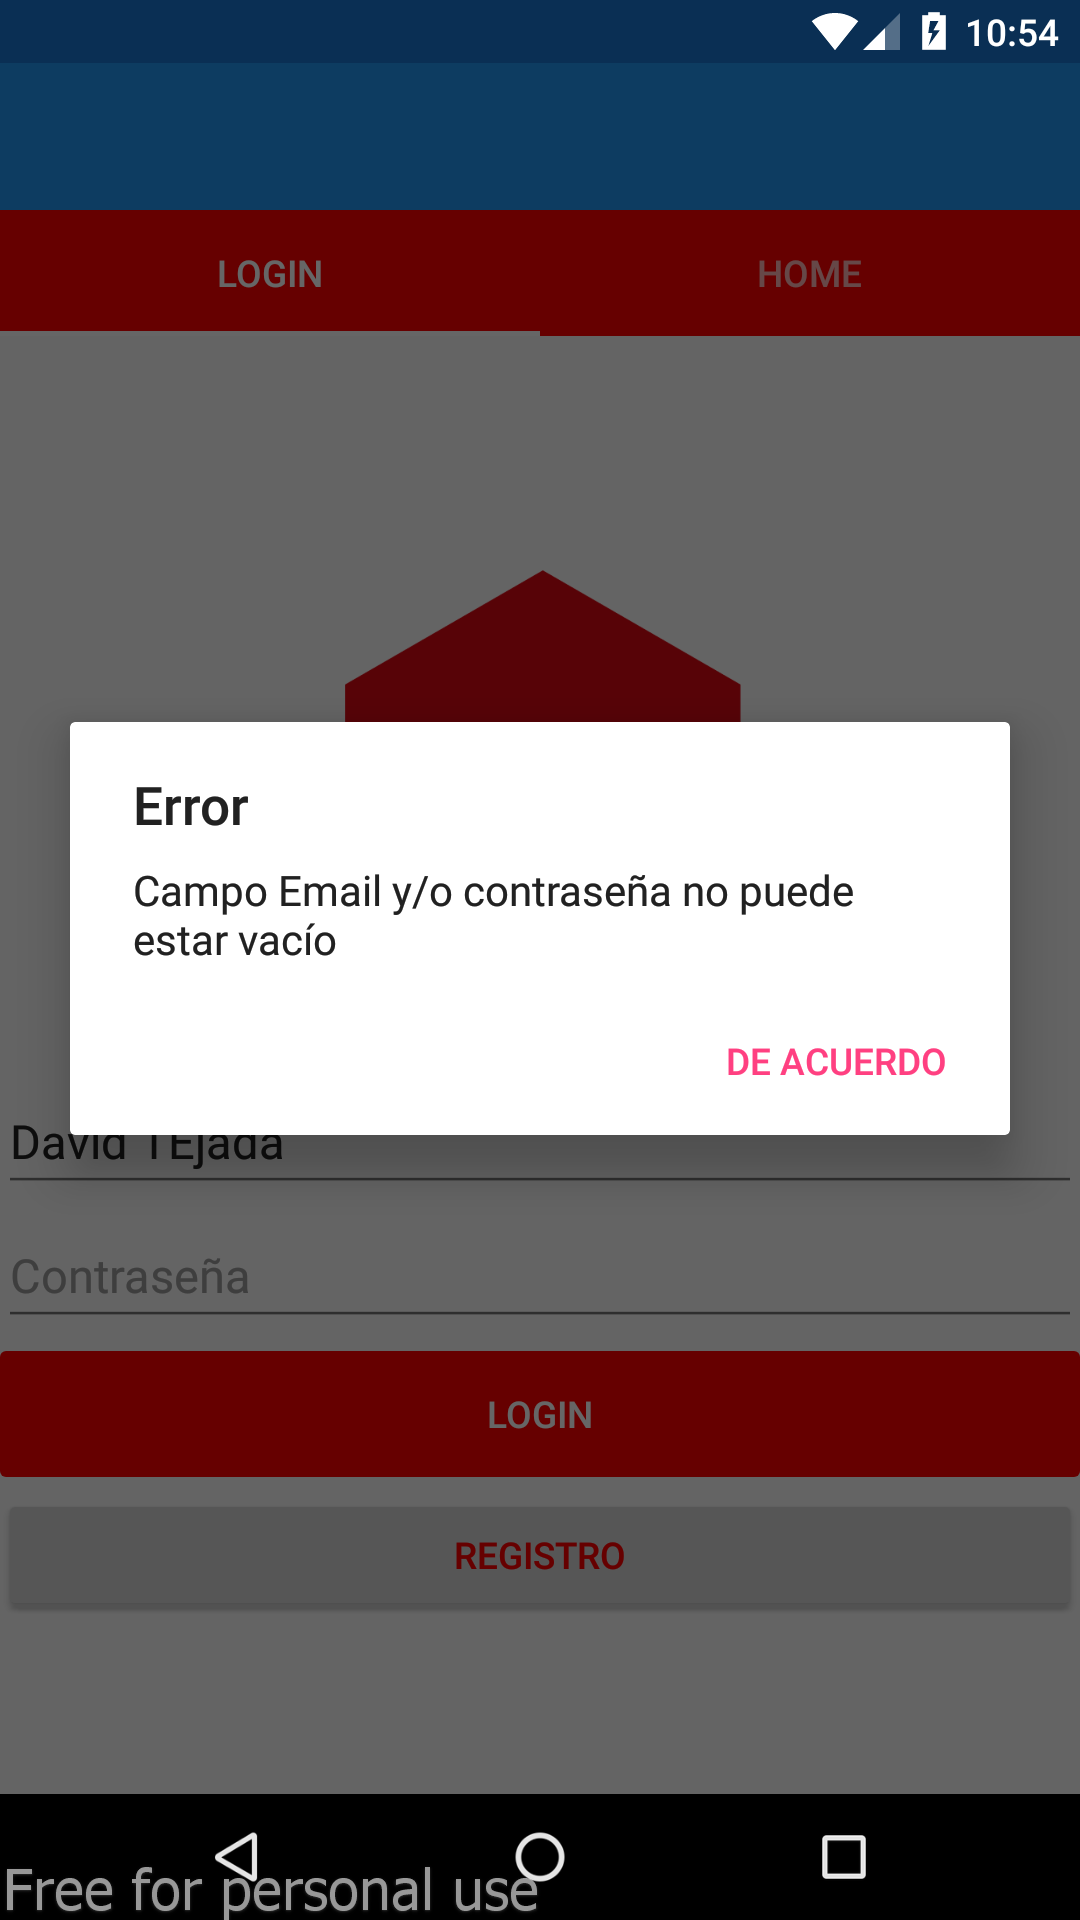 10:54
LOGIN
HOME
Error
Campo Email y/o contraseña no puede
estar vacío
DE ACUERDO
David TEjada
Contraseña
LOGIN
REGISTRO
Free for personal use